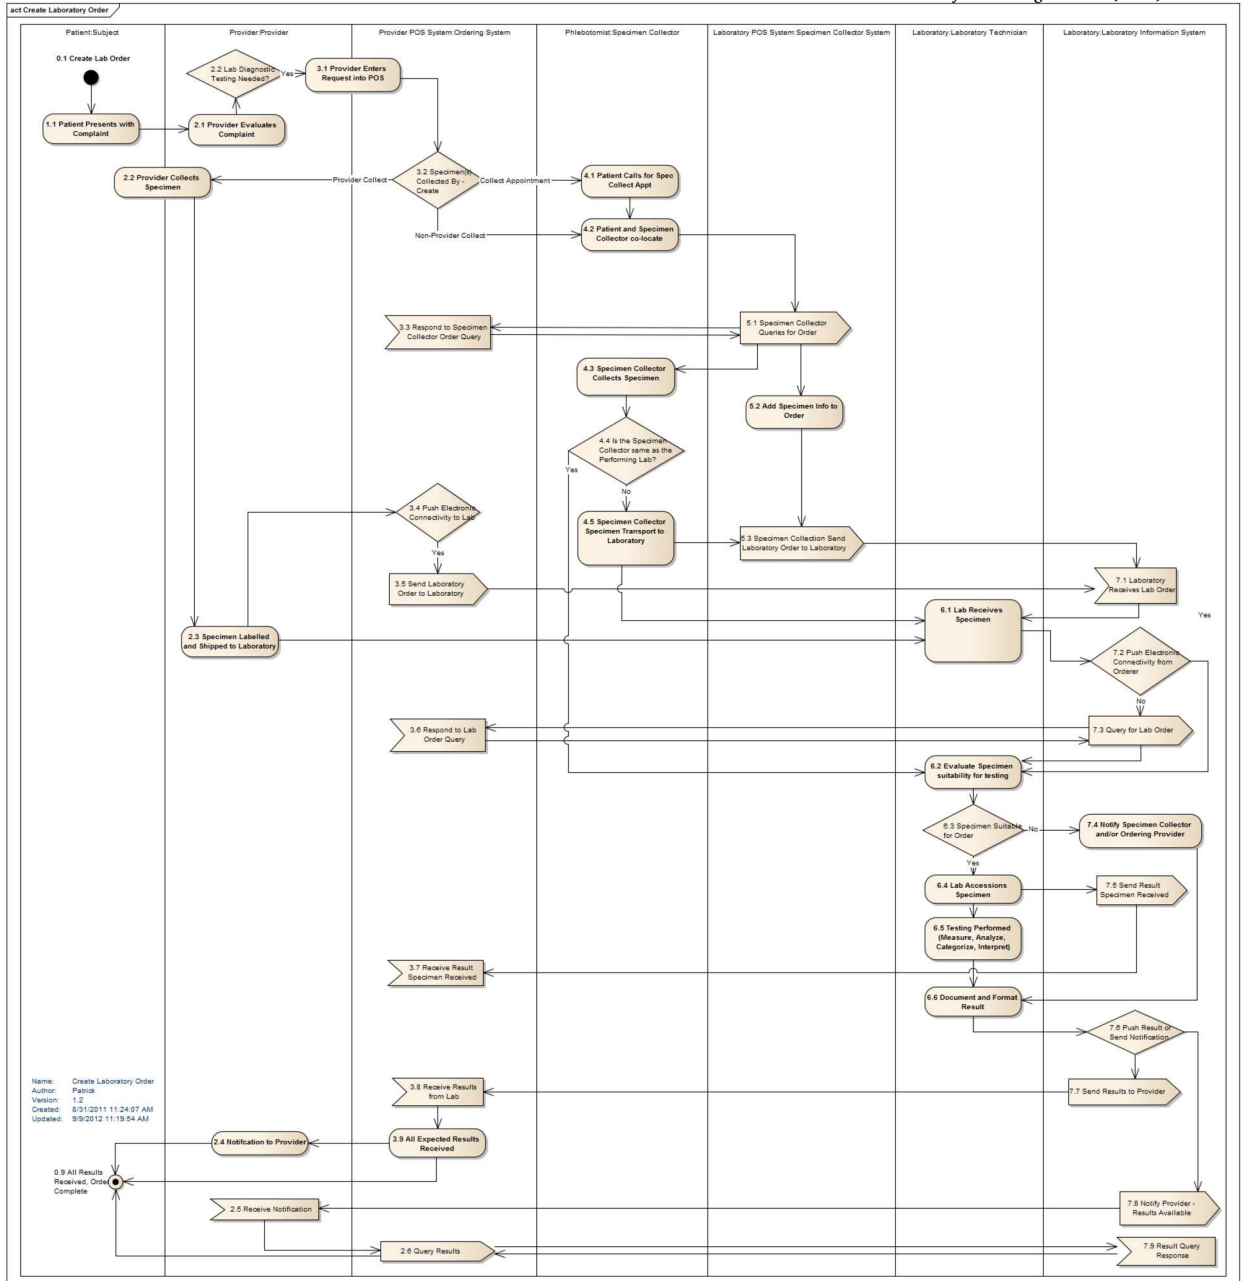 act Create Laboratory Order
Patient:Subject
Provider:Provider
Provider POS System:Ordering System
Phlebotomist:Specimen Collector
Laboratory POS System:Specimen Collector System
Laboratory:Laboratory Technician
Laboratory:Laboratory Information System
0.1 Create Lab Order
2.2 Lab Diagnostic
Testing Needed?
Yes
3.1 Provider Enters
Request into POS
1.1 Patient Presents with
Complaint
2.1 Provider Evaluates
Complaint
2.2 Provider Collects
Specimen
Provider Collect
3.2 Specimen(s)
Collected By -
Create
Collect Appointment
4.1 Patient Calls for Spec
Collect Appt
Non-Provider Collect
4.2 Patient and Specimen
Collector co-locate
3.3 Respond to Specimen
Collector Order Query
5.1 Specimen Collector
Queries for Order
4.3 Specimen Collector
Collects Specimen
5.2 Add Specimen Info to
Order
4.4 Is the Specimen
Collector same as the
Performing Lab?
Yes
No
3.4 Push Electronic
Connectivity to Lab
Yes
4.5 Specimen Collector
Specimen Transport to
Laboratory
5.3 Specimen Collection Send
Laboratory Order to Laboratory
3.5 Send Laboratory
Order to Laboratory
7.1 Laboratory
Receives Lab Order
6.1 Lab Receives
Specimen
Yes
2.3 Specimen Labelled
and Shipped to Laboratory
7.2 Push Electronic
Connectivity from
Orderer
No
3.6 Respond to Lab
Order Query
7.3 Query for Lab Order
6.2 Evaluate Specimen
suitability for testing
6.3 Specimen Suitable
for Order
No
7.4 Notify Specimen Collector
and/or Ordering Provider
Yes
6.4 Lab Accessions
Specimen
7.5 Send Result
Specimen Received
6.5 Testing Performed
(Measure, Analyze,
Categorize, Interpret)
3.7 Receive Result
Specimen Received
6.6 Document and Format
Result
7.6 Push Result or
Send Notification
Name: Create Laboratory Order
Author: Patrick
Version: 1.2
Created: 8/31/2011 11:24:07 AM
Updated: 9/9/2012 11:19:54 AM
3.8 Receive Results
from Lab
7.7 Send Results to Provider
2.4 Notifcation to Provider
3.9 All Expected Results
Received
0.9 All Results
Received, Order
Complete
2.5 Receive Notification
7.8 Notify Provider -
Results Available
2.6 Query Results
7.9 Result Query
Response